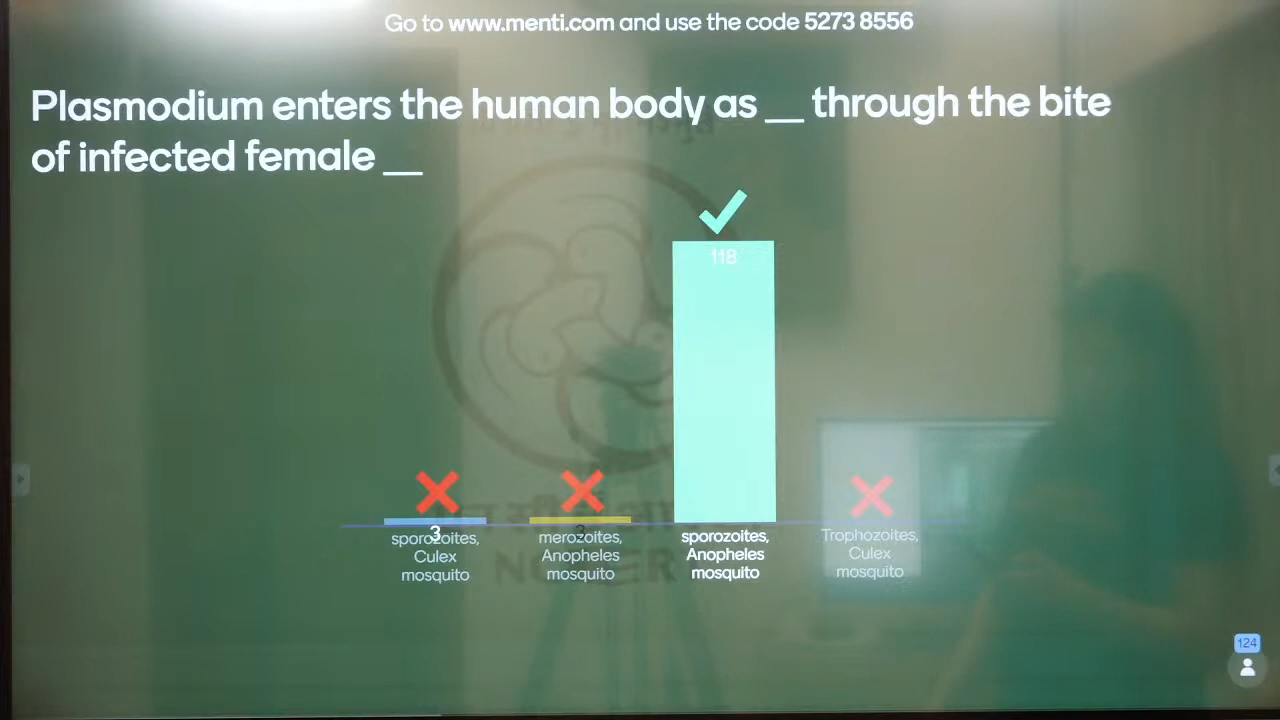 Go to www.menti.com and use the code 5273 8556
Plasmodium enters the human body as __ through the bite
of infected female __
118
3
3
sporozoites,
Culex
mosquito
merozoites,
Anopheles
mosquito
sporozoites,
Anopheles
mosquito
Trophozoites,
Culex
mosquito
124